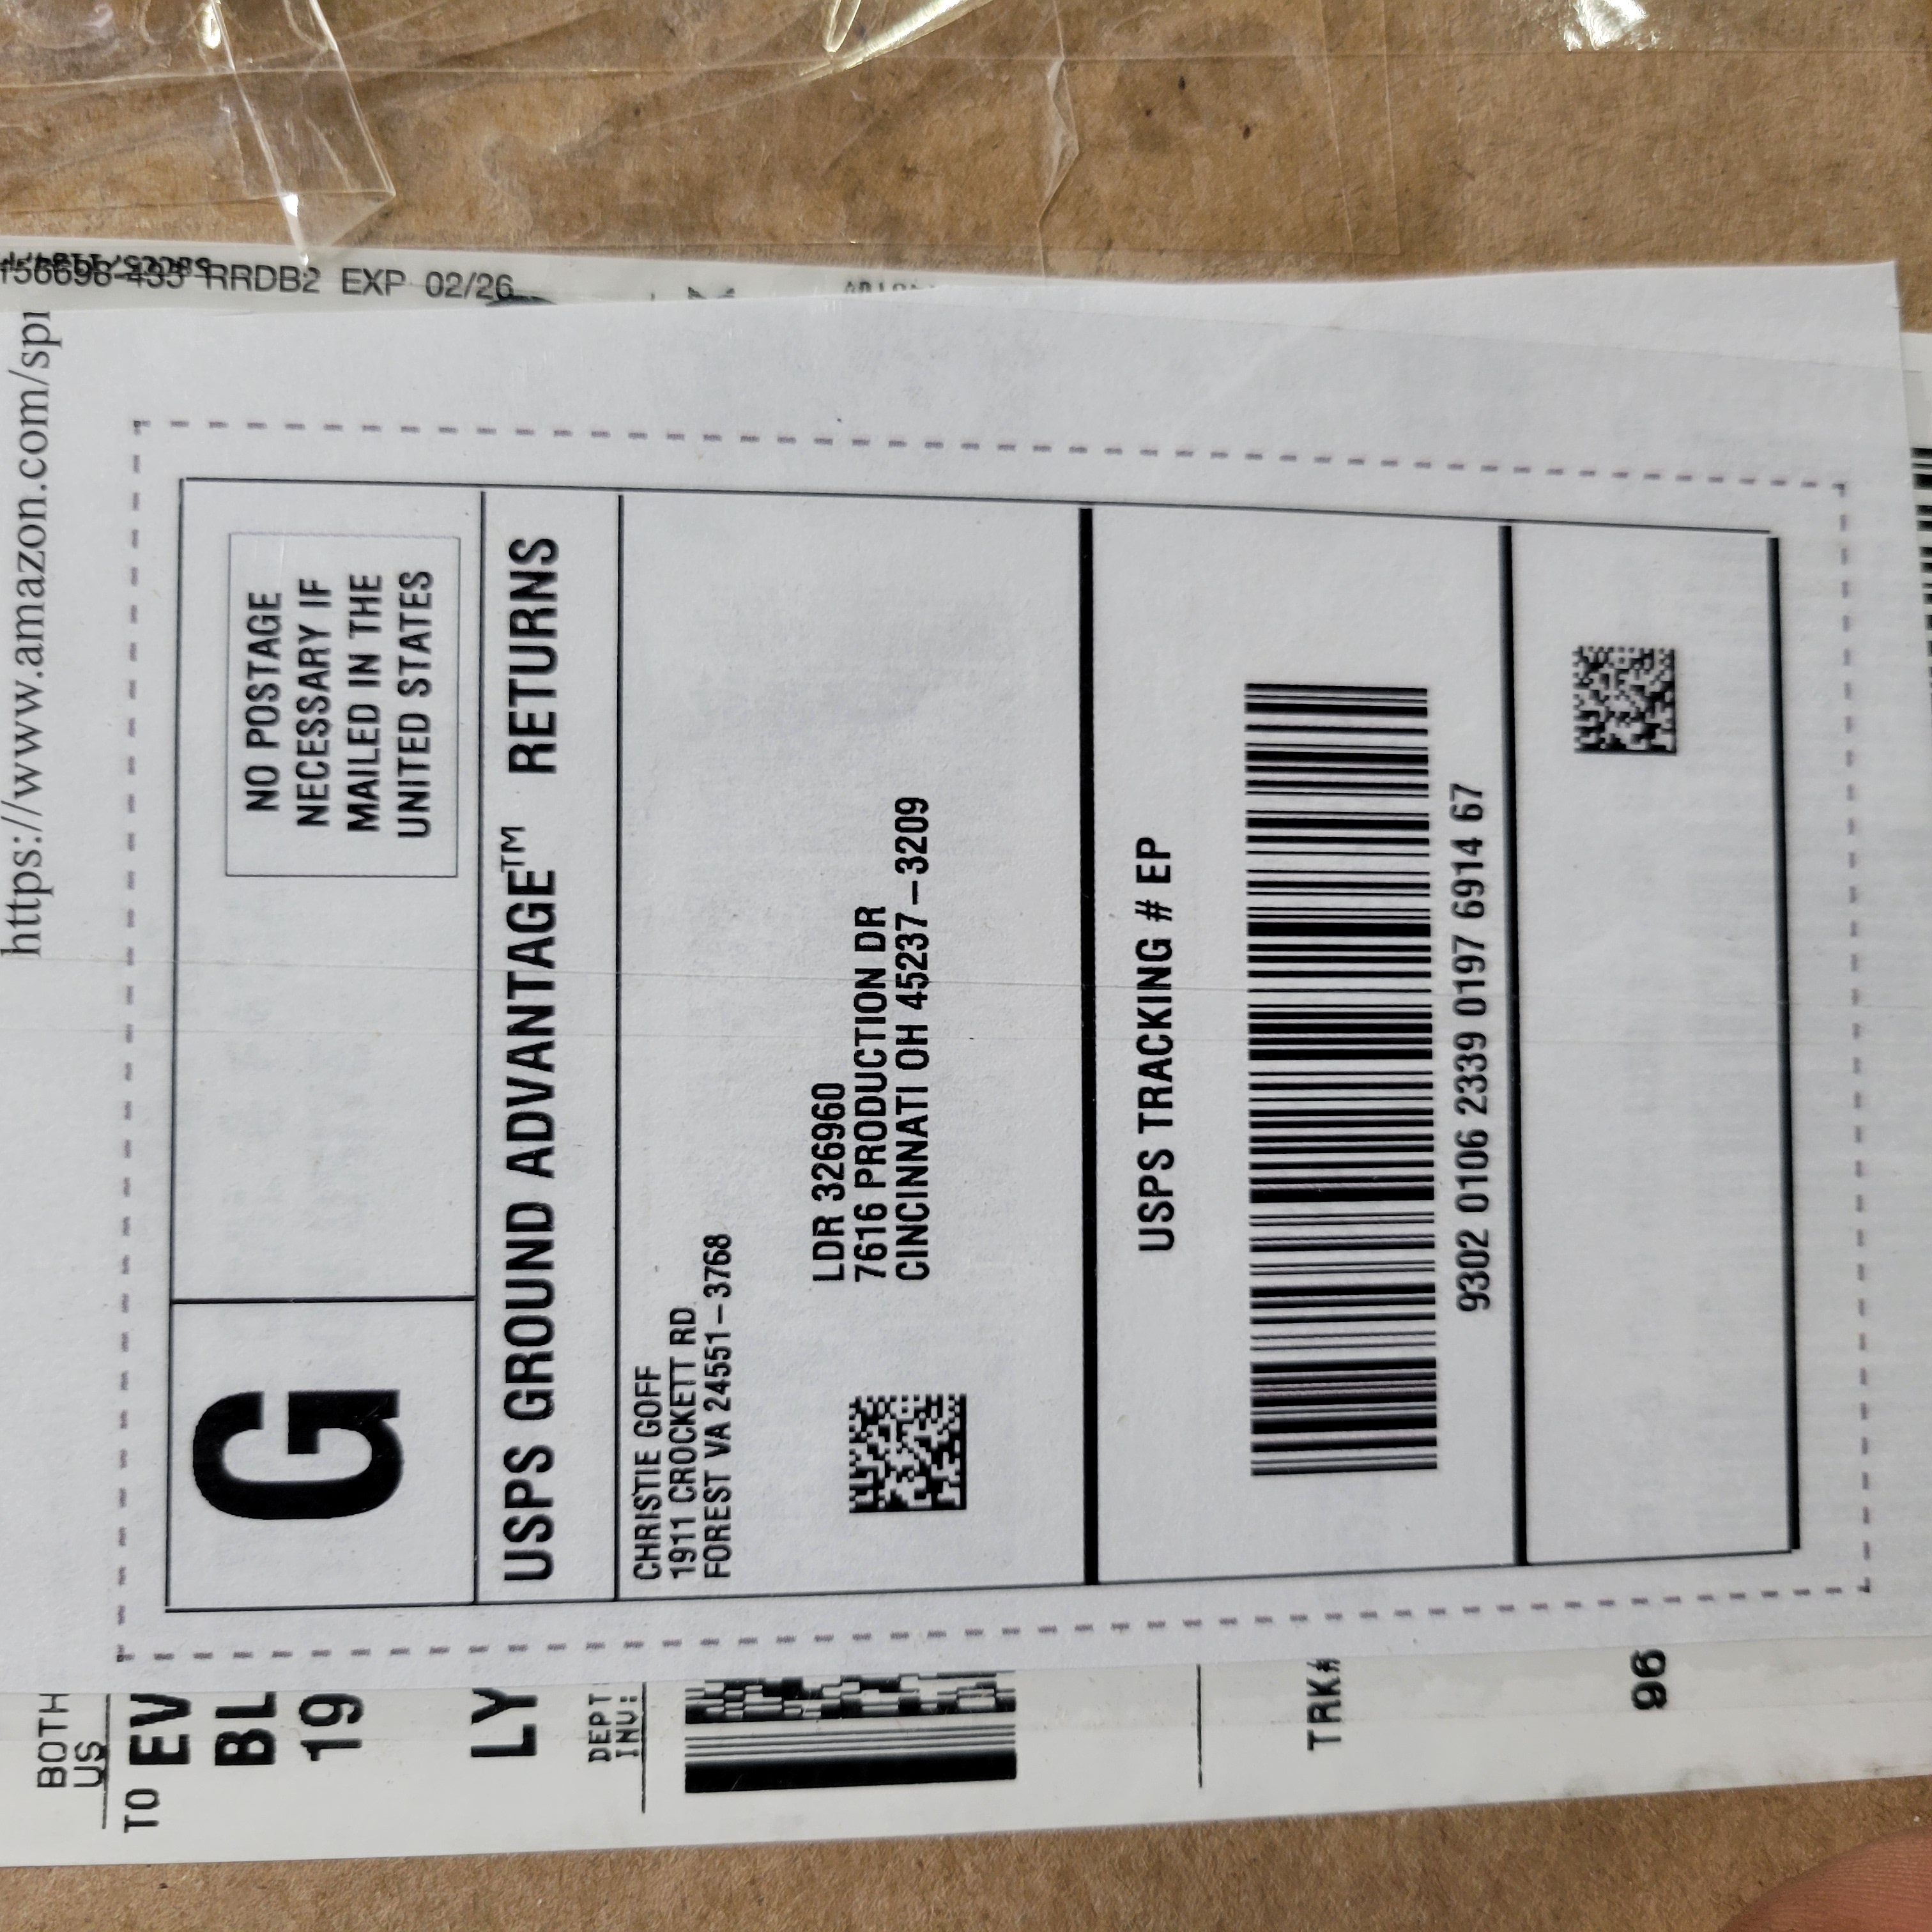 RRDB2 EXP 02/26
https://www.amazon.com/spr
G
NO POSTAGE
NECESSARY IF
MAILED IN THE
UNITED STATES
USPS GROUND ADVANTAGE™ RETURNS
CHRISTIE GOFF
1911 CROCKETT RD
FOREST VA 24551-3768
LDR 326960
7616 PRODUCTION DR
CINCINNATI OH 45237-3209
USPS TRACKING # EP
9302 0106 2339 0197 6914 67
BOTH
US
TO EV
BL
19
LY
DEPT
INV:
TRK#
96